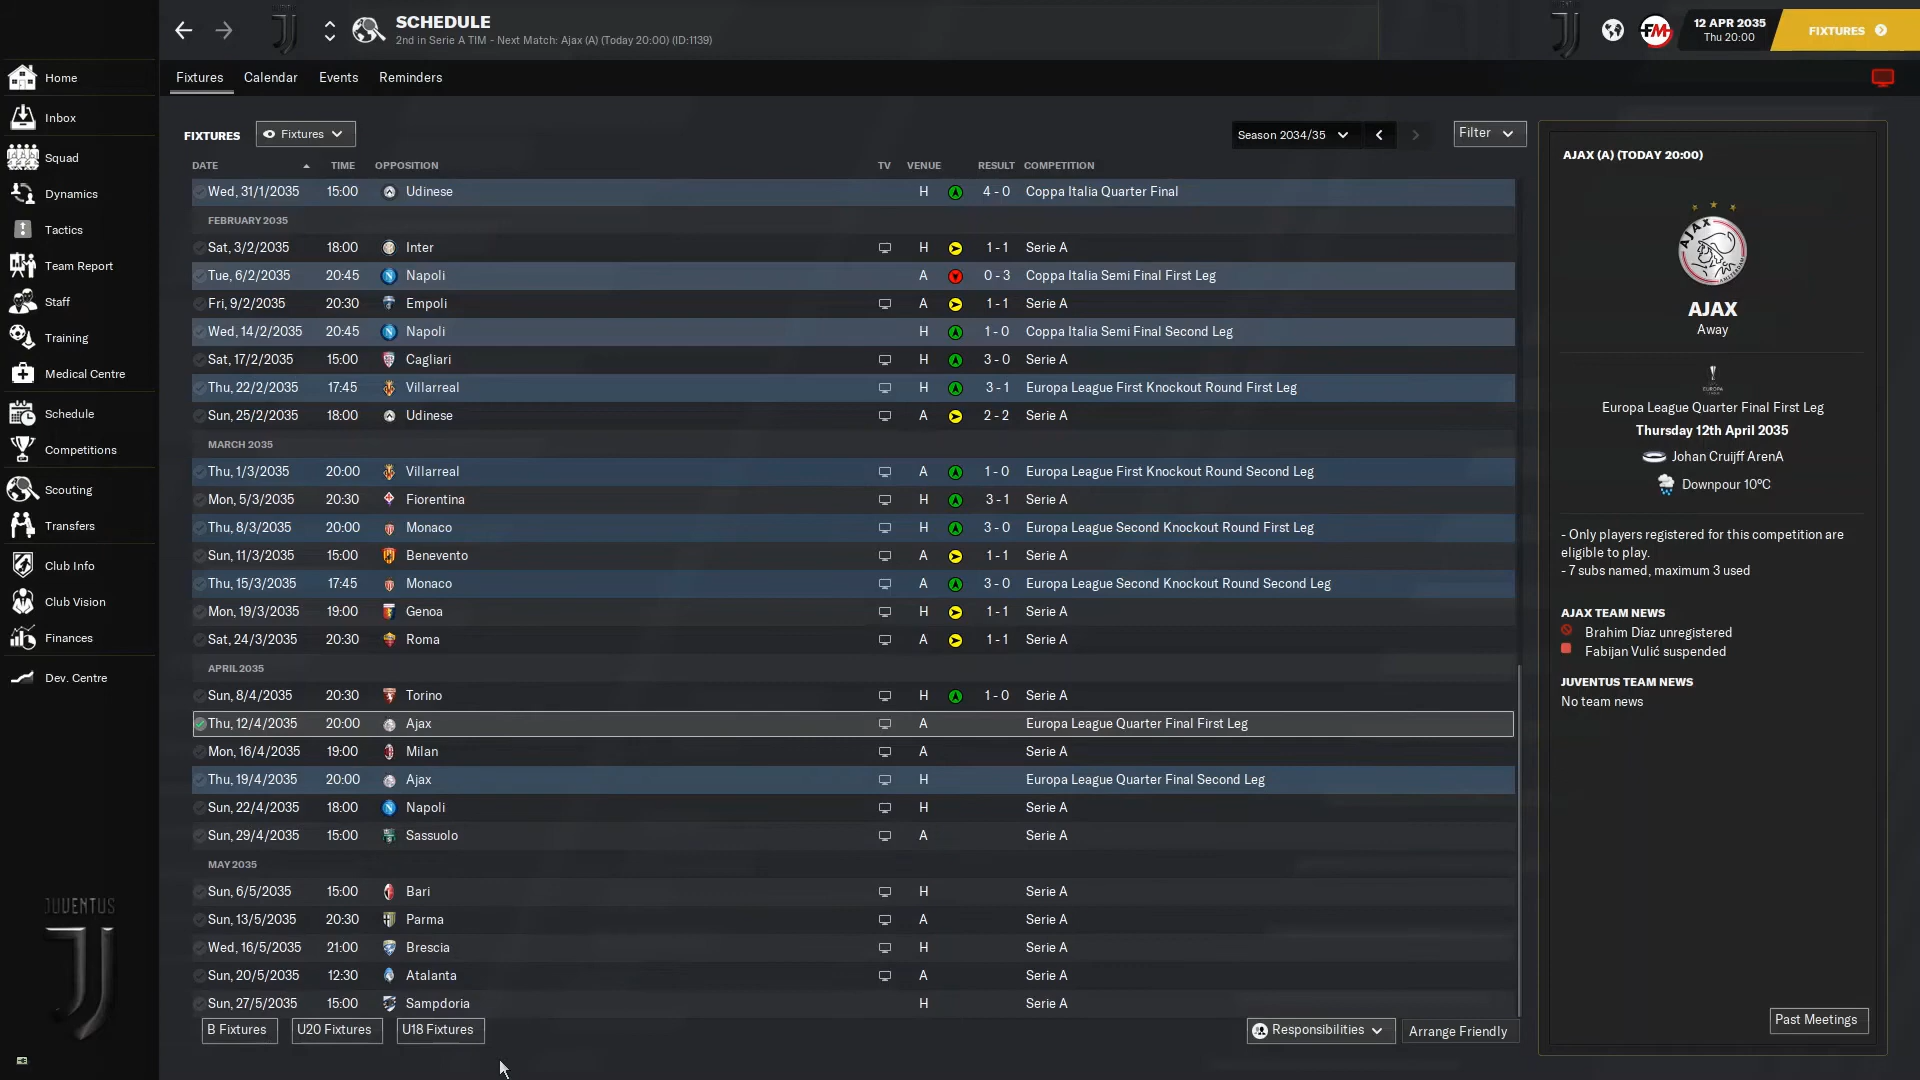 SCHEDULE
2nd in Serie A TIM - Next Match: Ajax (A) (Today 20:00) (ID:1139)
FM
12 APR 2035
Thu 20:00
FIXTURES
Home
Inbox
Squad
Dynamics
Tactics
Team Report
Staff
Training
Medical Centre
Schedule
Competitions
Scouting
Transfers
Club Info
Club Vision
Finances
Dev. Centre
JUVENTUS
Fixtures Calendar Events Reminders
FIXTURES Fixtures Season 2034/35 Filter
DATE TIME OPPOSITION TV VENUE RESULT COMPETITION
Wed, 31/1/2035 15:00 Udinese H 4 - 0 Coppa Italia Quarter Final
FEBRUARY 2035
Sat, 3/2/2035 18:00 Inter H 1 - 1 Serie A
Tue, 6/2/2035 20:45 Napoli A 0 - 3 Coppa Italia Semi Final First Leg
Fri, 9/2/2035 20:30 Empoli A 1 - 1 Serie A
Wed, 14/2/2035 20:45 Napoli H 1 - 0 Coppa Italia Semi Final Second Leg
Sat, 17/2/2035 15:00 Cagliari H 3 - 0 Serie A
Thu, 22/2/2035 17:45 Villarreal H 3 - 1 Europa League First Knockout Round First Leg
Sun, 25/2/2035 18:00 Udinese A 2 - 2 Serie A
MARCH 2035
Thu, 1/3/2035 20:00 Villarreal A 1 - 0 Europa League First Knockout Round Second Leg
Mon, 5/3/2035 20:30 Fiorentina H 3 - 1 Serie A
Thu, 8/3/2035 20:00 Monaco H 3 - 0 Europa League Second Knockout Round First Leg
Sun, 11/3/2035 15:00 Benevento A 1 - 1 Serie A
Thu, 15/3/2035 17:45 Monaco A 3 - 0 Europa League Second Knockout Round Second Leg
Mon, 19/3/2035 19:00 Genoa H 1 - 1 Serie A
Sat, 24/3/2035 20:30 Roma A 1 - 1 Serie A
APRIL 2035
Sun, 8/4/2035 20:30 Torino H 1 - 0 Serie A
Thu, 12/4/2035 20:00 Ajax A Europa League Quarter Final First Leg
Mon, 16/4/2035 19:00 Milan A Serie A
Thu, 19/4/2035 20:00 Ajax H Europa League Quarter Final Second Leg
Sun, 22/4/2035 18:00 Napoli H Serie A
Sun, 29/4/2035 15:00 Sassuolo A Serie A
MAY 2035
Sun, 6/5/2035 15:00 Bari H Serie A
Sun, 13/5/2035 20:30 Parma A Serie A
Wed, 16/5/2035 21:00 Brescia H Serie A
Sun, 20/5/2035 12:30 Atalanta A Serie A
Sun, 27/5/2035 15:00 Sampdoria H Serie A
B Fixtures U20 Fixtures U18 Fixtures Responsibilities Arrange Friendly
AJAX (A) (TODAY 20:00)
AJAX
AMSTERDAM
AJAX
Away
EUROPA
LEAGUE
Europa League Quarter Final First Leg
Thursday 12th April 2035
Johan Cruijff ArenA
Downpour 10ºC
- Only players registered for this competition are
eligible to play.
- 7 subs named, maximum 3 used
AJAX TEAM NEWS
Brahim Díaz unregistered
Fabijan Vulić suspended
JUVENTUS TEAM NEWS
No team news
Past Meetings